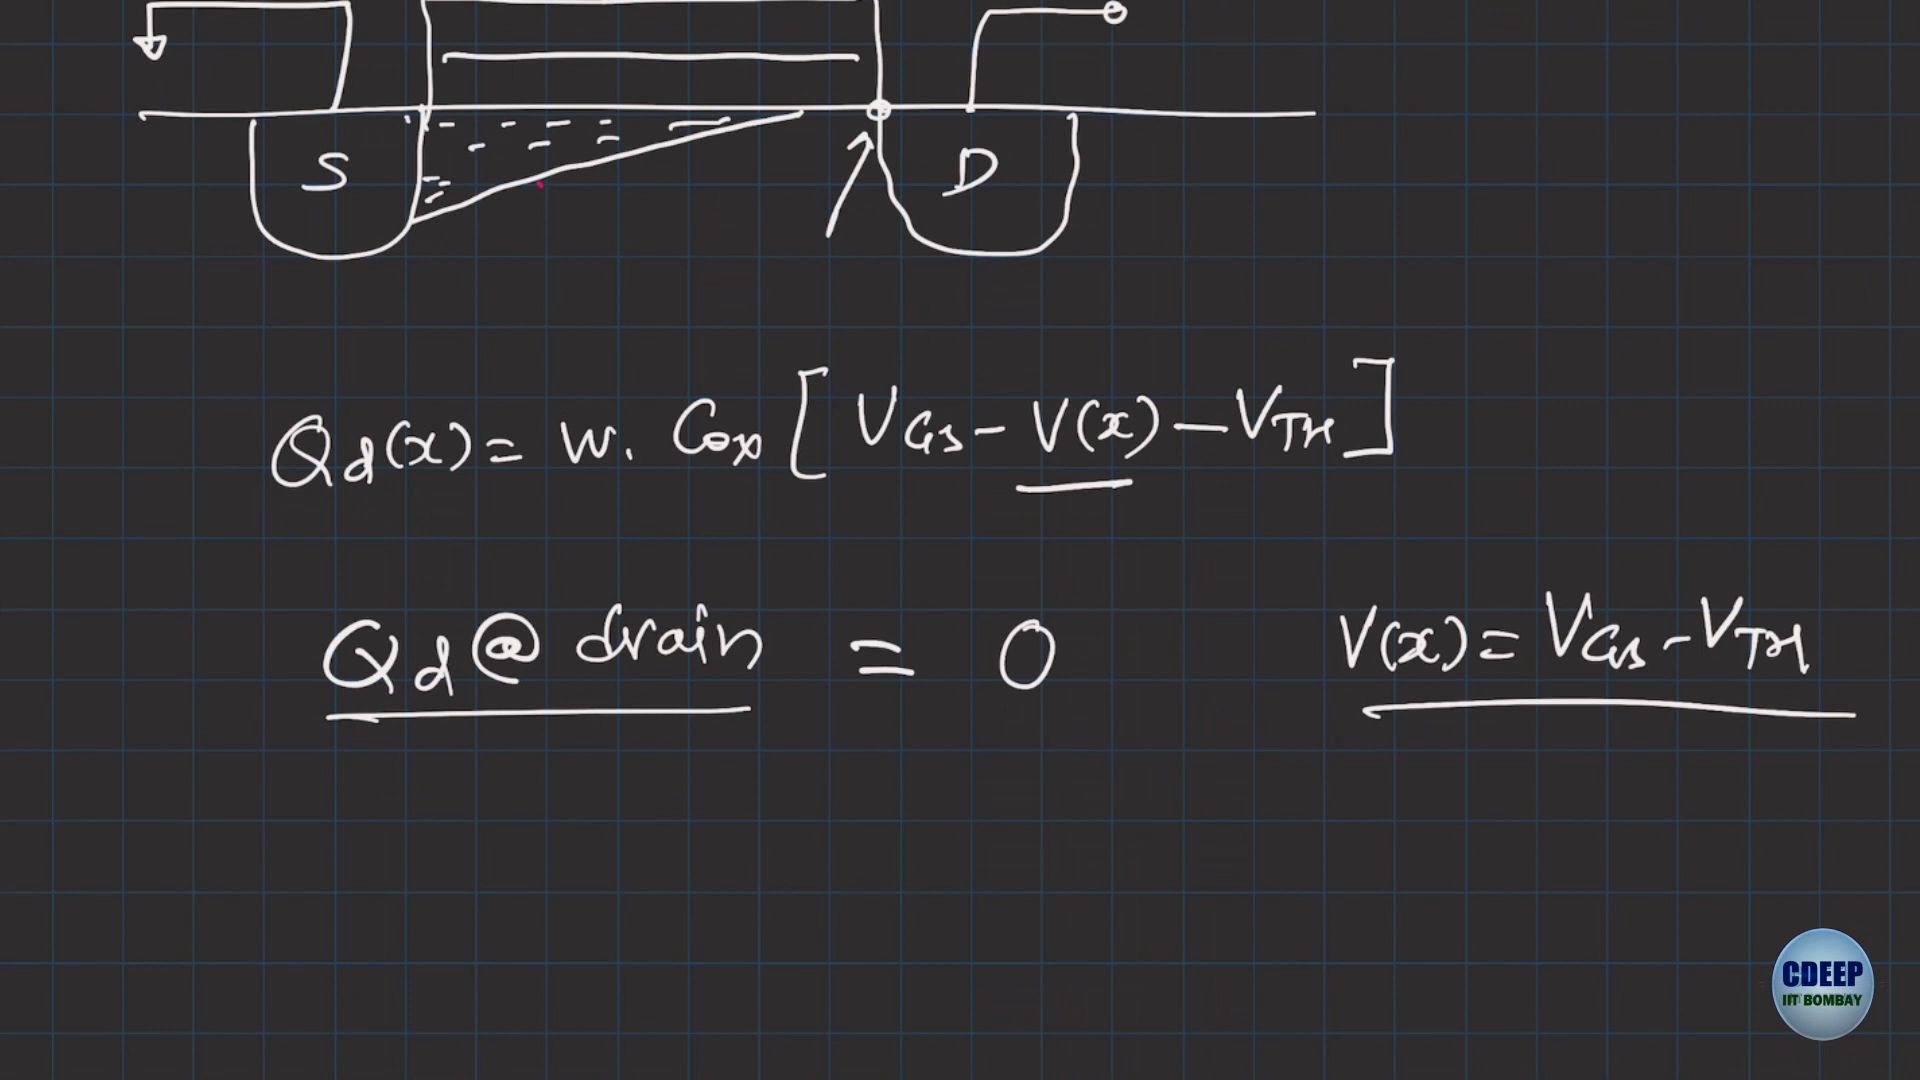 S D
Qd(x) = W. Cox [VGS - V(x) - VTH]
Qd @ drain = 0 V(x) = VGS - VTH
CDEEP
IIT BOMBAY